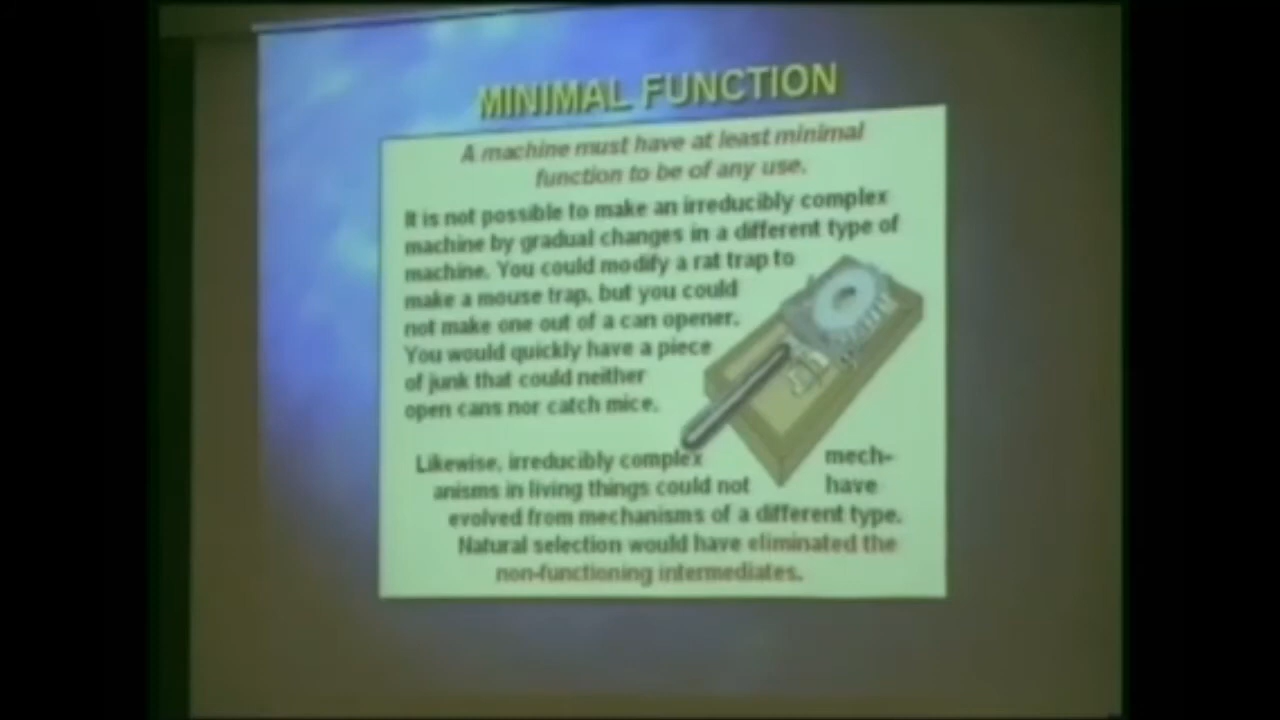 MINIMAL FUNCTION
A machine must have at least minimal
function to be of any use.
It is not possible to make an irreducibly complex
machine by gradual changes in a different type of
machine. You could modify a rat trap to
make a mouse trap, but you could
not make one out of a can opener.
You would quickly have a piece
of junk that could neither
open cans nor catch mice.
Likewise, irreducibly complex mech-
anisms in living things could not have
evolved from mechanisms of a different type.
Natural selection would have eliminated the
non-functioning intermediates.